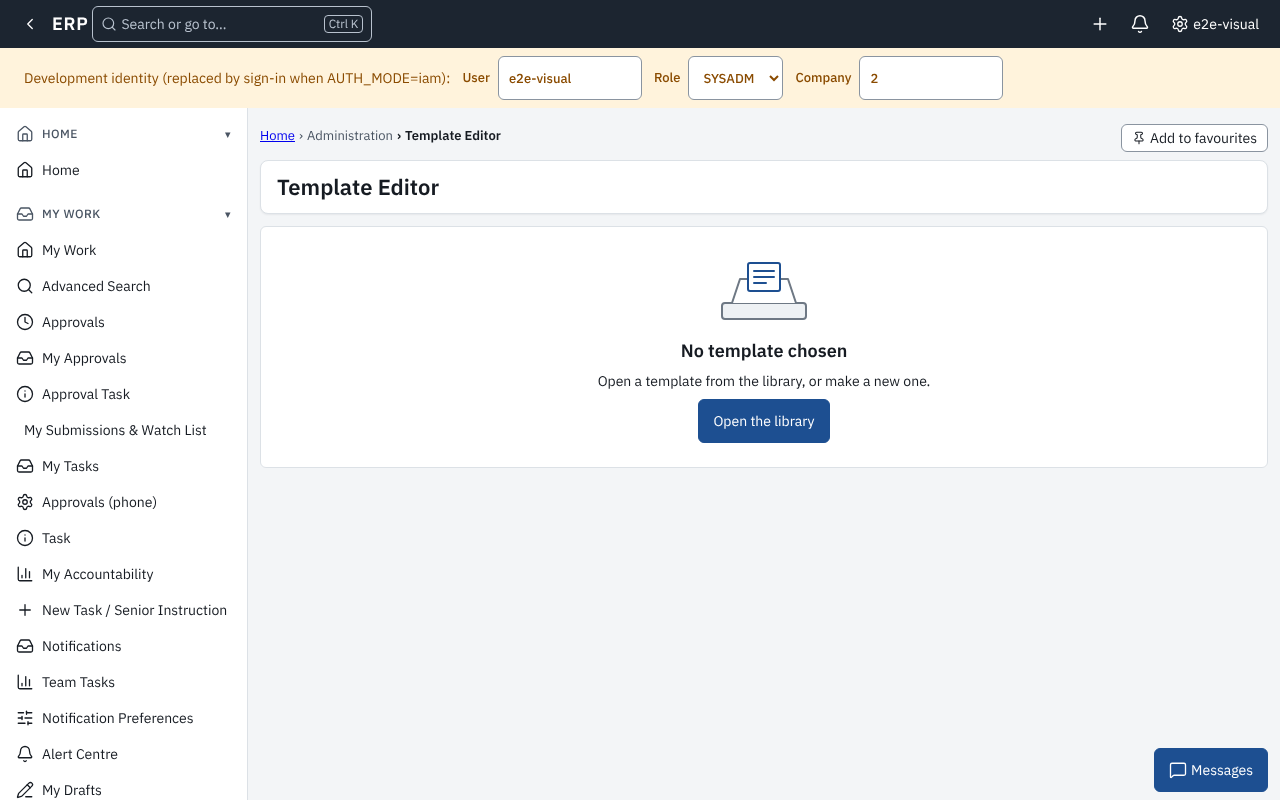 ERP
Search or go to...
Ctrl K
e2e-visual
Development identity (replaced by sign-in when AUTH_MODE=iam):
User
e2e-visual
Role
SYSADM
Company
2
HOME
Home
MY WORK
My Work
Advanced Search
Approvals
My Approvals
Approval Task
My Submissions & Watch List
My Tasks
Approvals (phone)
Task
My Accountability
New Task / Senior Instruction
Notifications
Team Tasks
Notification Preferences
Alert Centre
My Drafts
Home › Administration › Template Editor
Add to favourites
Template Editor
No template chosen
Open a template from the library, or make a new one.
Open the library
Messages